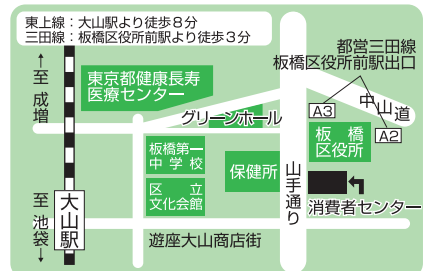 東上線：大山駅より徒歩８分
三田線：板橋区役所前駅より徒歩３分
都営三田線
板橋区役所前駅出口
←至 成増
東京都健康長寿
医療センター
中山道
A3
A2
グリーンホール
板橋
区役所
板橋第一
中学校
保健所
山手通り
区立
文化会館
消費者センター
大山駅
至 池袋→
遊座大山商店街